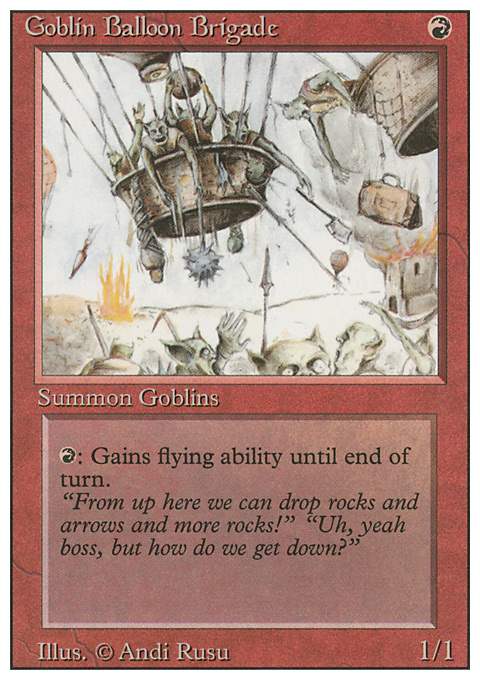 Goblin Balloon Brigade
Summon Goblins
: Gains flying ability until end of
turn.
“From up here we can drop rocks and
arrows and more rocks!” “Uh, yeah
boss, but how do we get down?”
Illus. © Andi Rusu
1/1